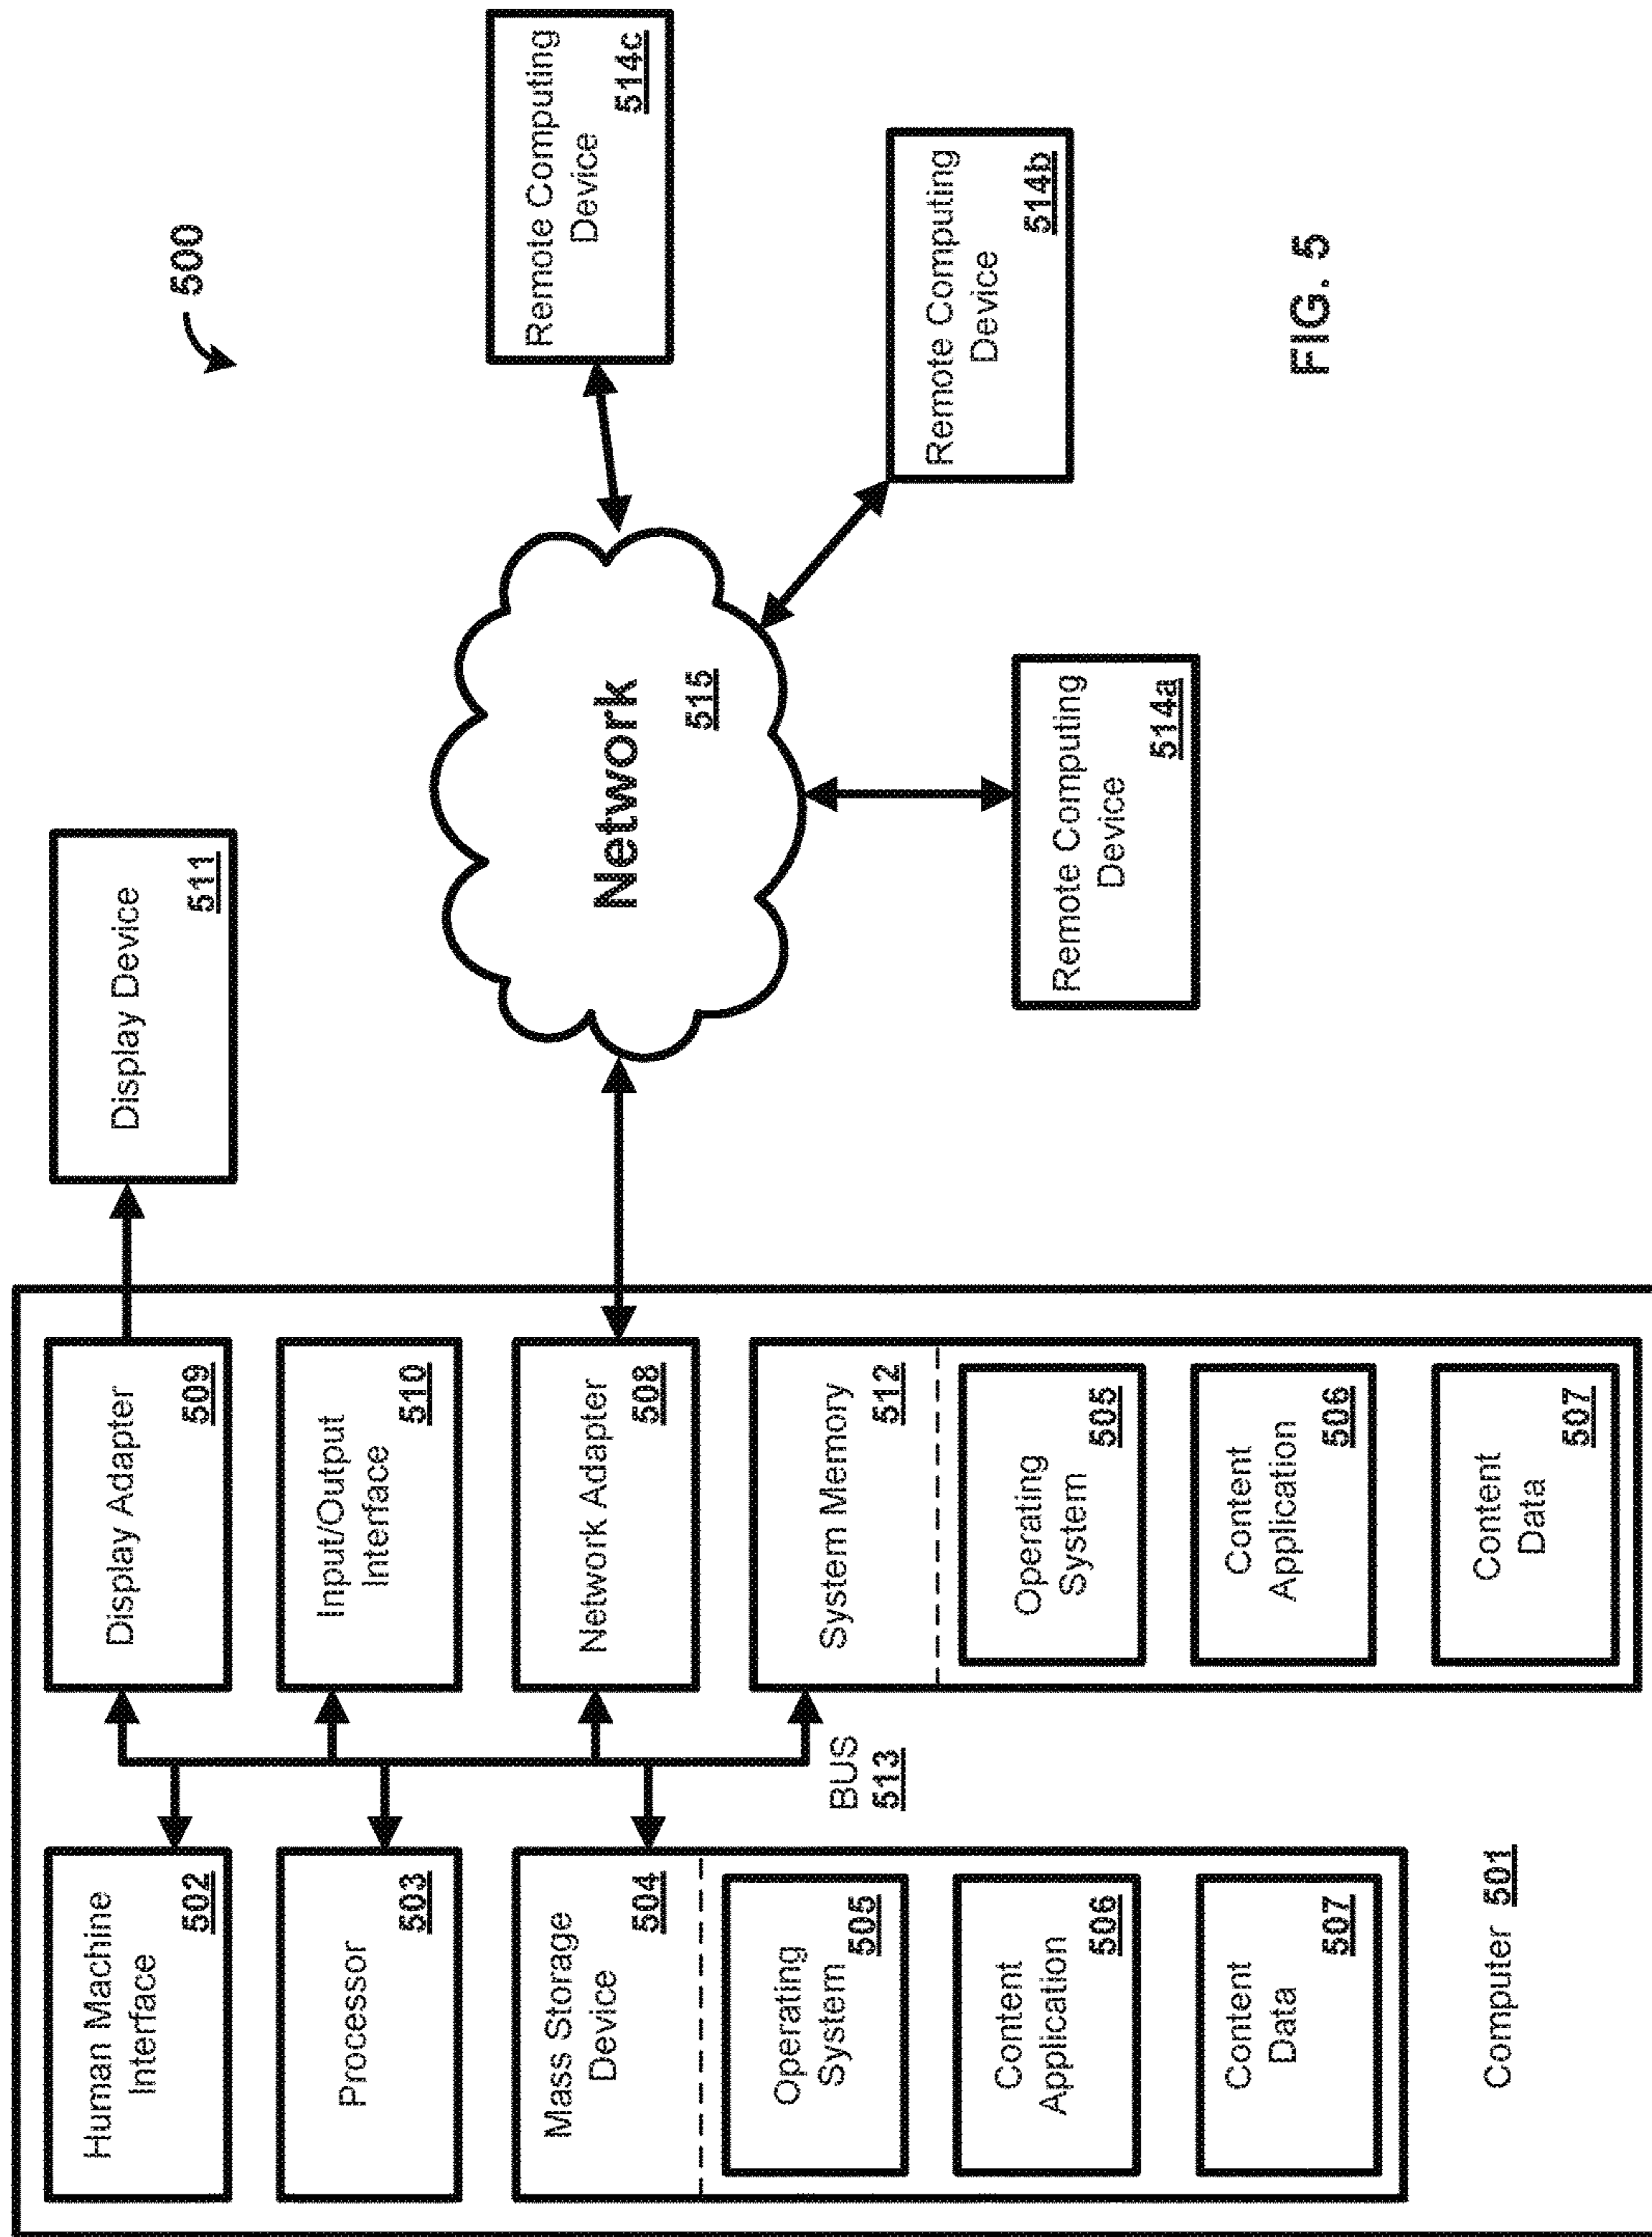 500
Human Machine
Interface
502
Processor
503
Mass Storage
Device
504
Operating
System
505
Content
Application
506
Content
Data
507
Computer 501
BUS
513
Display Adapter
509
Input/Output
Interface
510
Network Adapter
508
System Memory
512
Operating
System
505
Content
Application
506
Content
Data
507
Display Device
511
Network
515
Remote Computing
Device
514a
Remote Computing
Device
514b
Remote Computing
Device
514c
FIG. 5